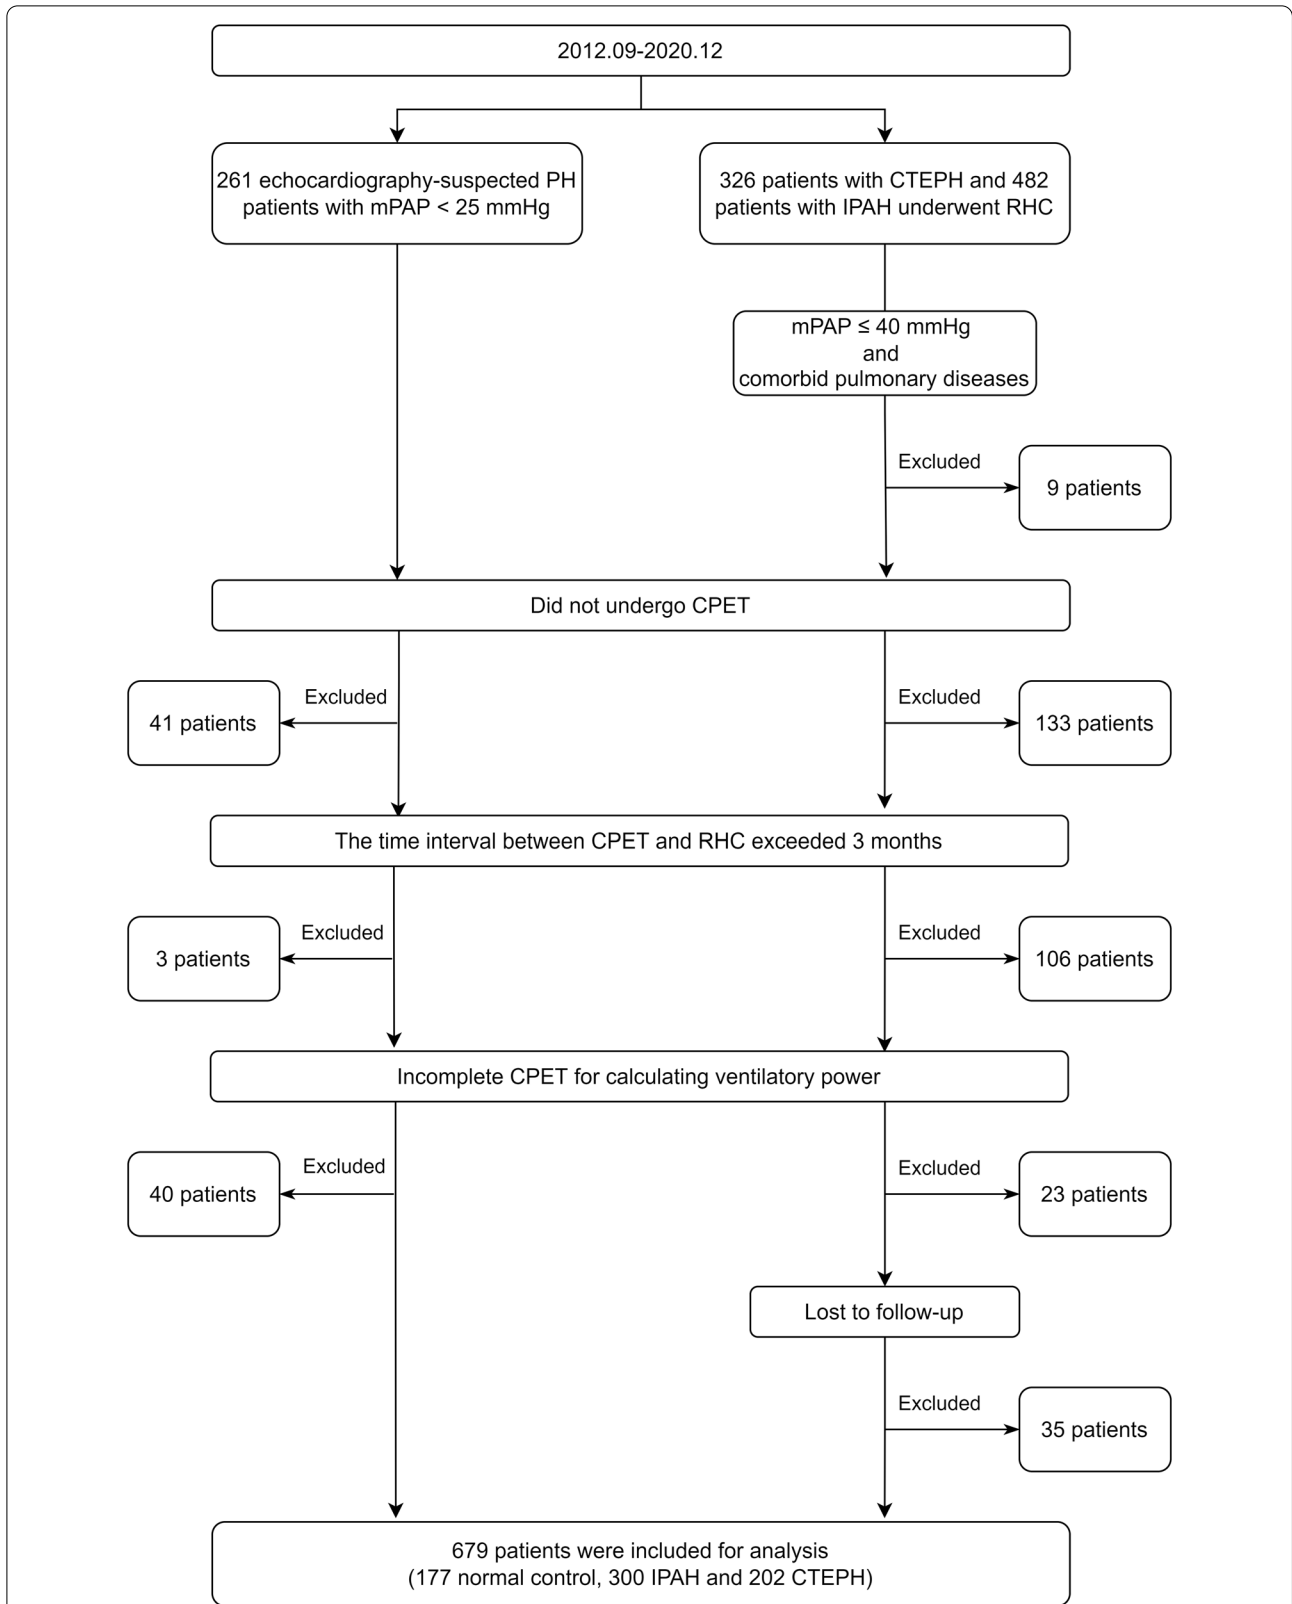 2012.09-2020.12
261 echocardiography-suspected PH
patients with mPAP < 25 mmHg
326 patients with CTEPH and 482
patients with IPAH underwent RHC
mPAP ≤ 40 mmHg
and
comorbid pulmonary diseases
Excluded
9 patients
Did not undergo CPET
Excluded
41 patients
Excluded
133 patients
The time interval between CPET and RHC exceeded 3 months
Excluded
3 patients
Excluded
106 patients
Incomplete CPET for calculating ventilatory power
Excluded
40 patients
Excluded
23 patients
Lost to follow-up
Excluded
35 patients
679 patients were included for analysis
(177 normal control, 300 IPAH and 202 CTEPH)